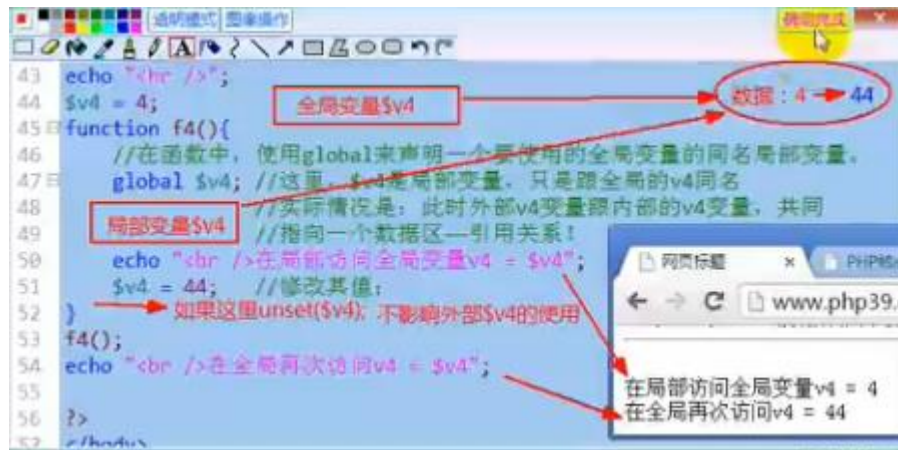 透明模式 图章操作
确定完成
43 echo "<hr />";
44 $v4 = 4;
全局变量$v4
数据：4 44
45 function f4(){
46 //在函数中，使用global来声明一个要使用的全局变量的同名局部变量，
47 global $v4; //这里，$v4是局部变量，只是跟全局的v4同名
48 //实际情况是：此时外部v4变量跟内部的v4变量，共同
局部变量$v4
49 //指向一个数据区—引用关系！
50 echo "<br />在局部访问全局变量v4 = $v4";
51 $v4 = 44; //修改其值；
如果这里unset($v4); 不影响外部$v4的使用
52 }
53 f4();
54 echo "<br />在全局再次访问v4 = $v4";
55
56 ?>
57 </body>
网页标题 ×
www.php39.
在局部访问全局变量v4 = 4
在全局再次访问v4 = 44